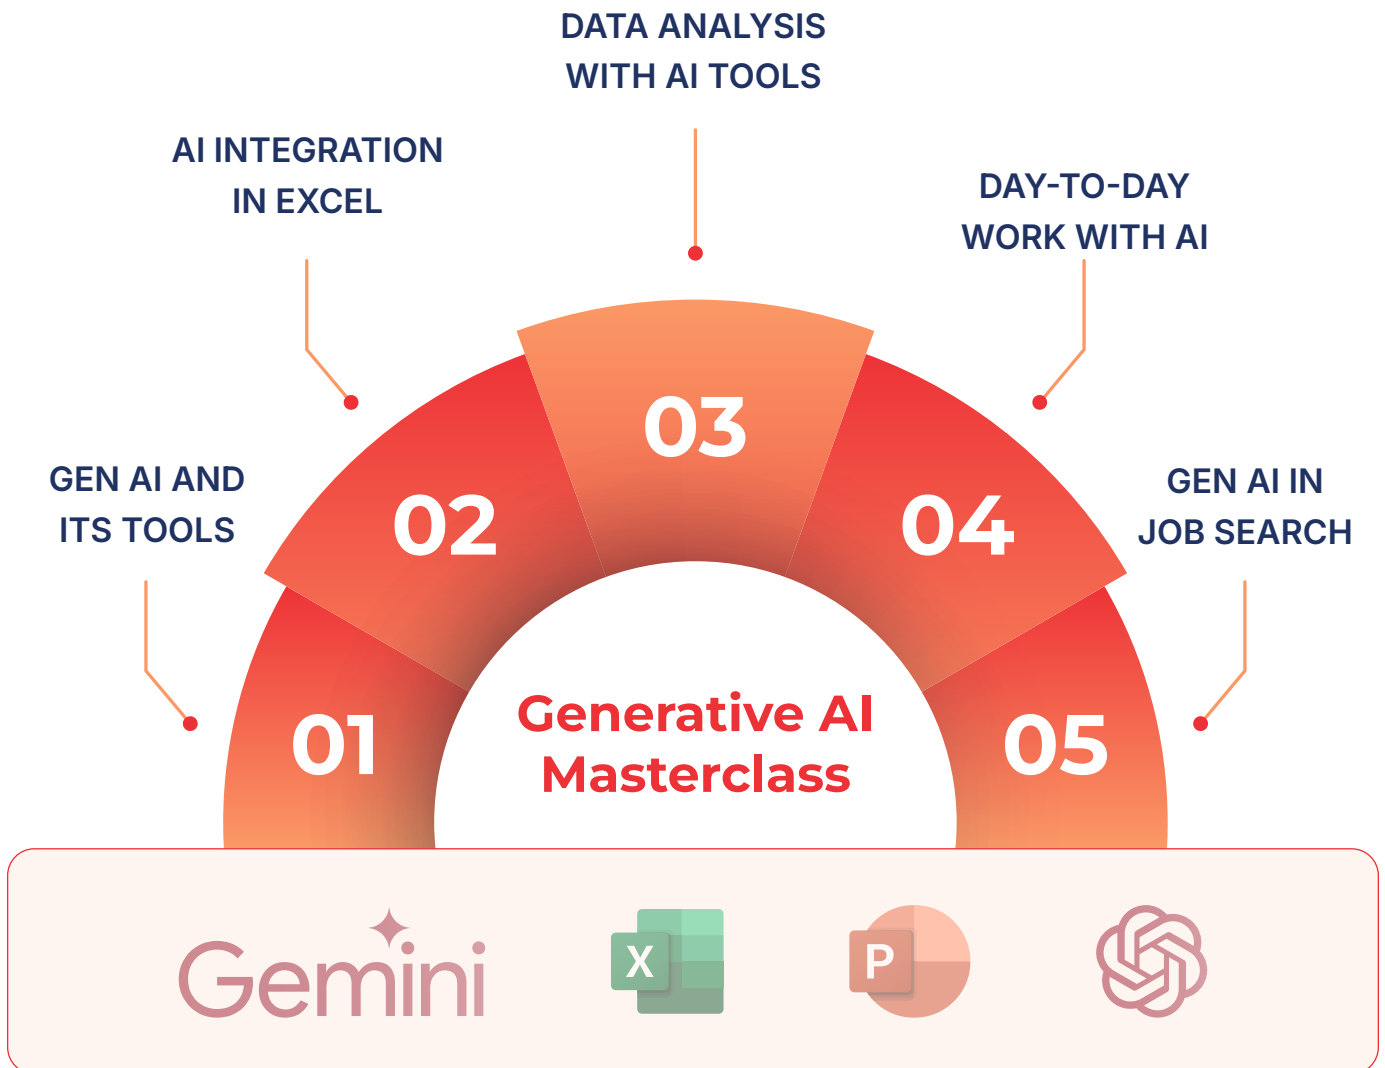 DATA ANALYSIS
WITH AI TOOLS
AI INTEGRATION
IN EXCEL
DAY-TO-DAY
WORK WITH AI
GEN AI AND
ITS TOOLS
GEN AI IN
JOB SEARCH
03
02
04
01
05
Generative AI
Masterclass
Gemini
X
P